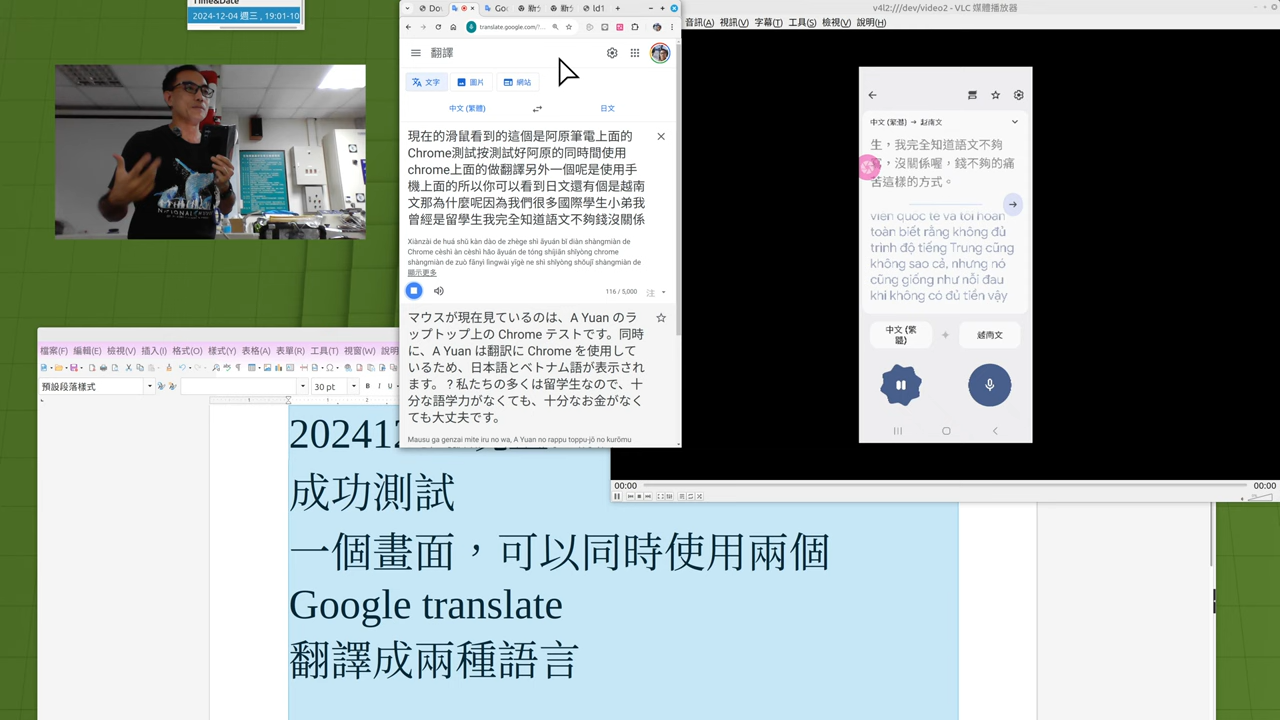 Time&Date
2024-12-04 週三 , 19:01-10
translate.google.com/?...
翻譯
文字
圖片
網站
中文 (繁體)
日文
現在的滑鼠看到的這個是阿原筆電上面的
Chrome測試按測試好阿原的同時間使用
chrome上面的做翻譯另外一個呢是使用手
機上面的所以你可以看到日文還有個是越南
文那為什麼呢因為我們很多國際學生小弟我
曾經是留學生我完全知道語文不夠錢沒關係
Xiànzài de huá shǔ kàn dào de zhège shì āyuán bǐ diàn shàngmiàn de
Chrome cèshì àn cèshì hǎo āyuán de tóng shíjiān shǐyòng chrome
shàngmiàn de zuò fānyì lìngwài yīgè ne shì shǐyòng shǒujī shàngmiàn de
顯示更多
116 / 5,000
マウスが現在見ているのは、A Yuan のラ
ップトップ上の Chrome テストです。同時
に、A Yuan は翻訳に Chrome を使用して
いるため、日本語とベトナム語が表示され
ます。？私たちの多くは留学生なので、十
分な語学力がなくても、十分なお金がなく
ても大丈夫です。
Mausu ga genzai mite iru no wa, A Yuan no rappu toppu-jō no kurōmu
v4l2:///dev/video2 - VLC 媒體播放器
音訊(A) 視訊(V) 字幕(T) 工具(S) 檢視(V) 說明(H)
中文 (繁體) → 越南文
生，我完全知道語文不夠
，沒關係喔，錢不夠的痛
苦這樣的方式。
viên quốc tế và tôi hoàn
toàn biết rằng không đủ
trình độ tiếng Trung cũng
không sao cả, nhưng nó
cũng giống như nỗi đau
khi không có đủ tiền vậy
中文 (繁
體)
越南文
00:00
00:00
檔案(F) 編輯(E) 檢視(V) 插入(I) 格式(O) 樣式(Y) 表格(A) 表單(R) 工具(T) 視窗(W) 說明
預設段落樣式
30 pt
成功測試
一個畫面，可以同時使用兩個
Google translate
翻譯成兩種語言